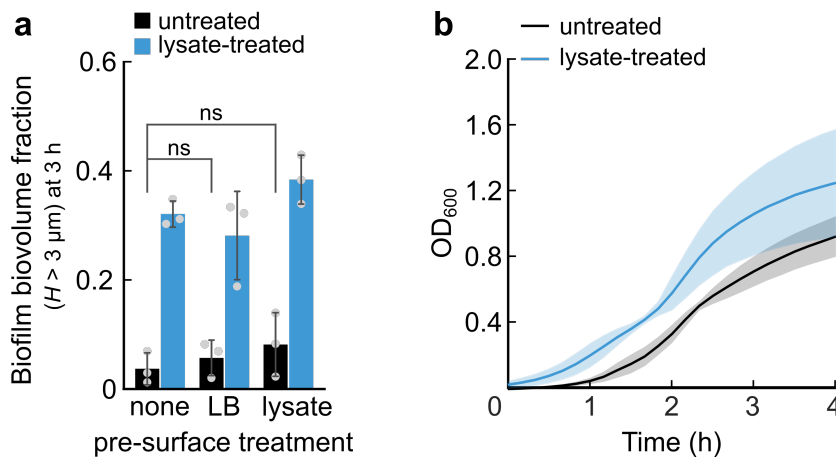 a
untreated
lysate-treated
Biofilm biovolume fraction
(H > 3 μm) at 3 h
0.6
0.4
0.2
0
ns
ns
none LB lysate
pre-surface treatment
b
untreated
lysate-treated
OD600
2.0
1.6
1.2
0.8
0.4
0 1 2 3 4
Time (h)